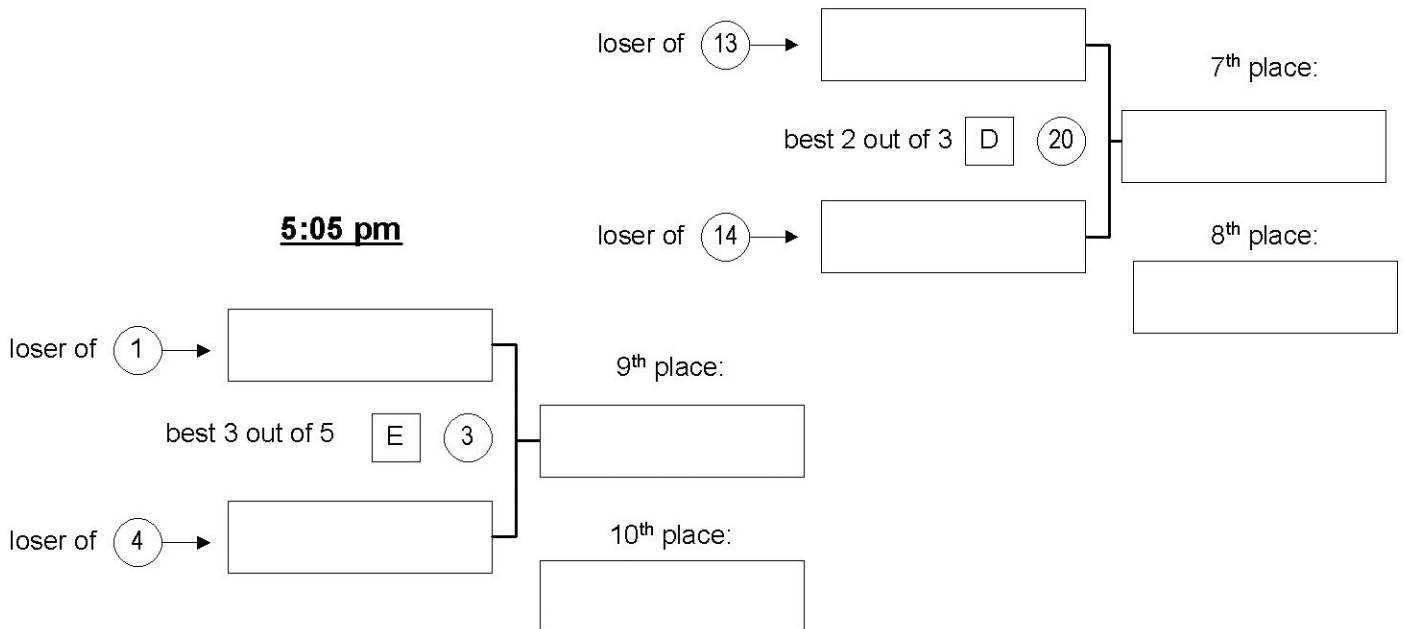 loser of 13
7th place:
best 2 out of 3 D 20
5:05 pm
loser of 14
8th place:
loser of 1
9th place:
best 3 out of 5 E 3
loser of 4
10th place: